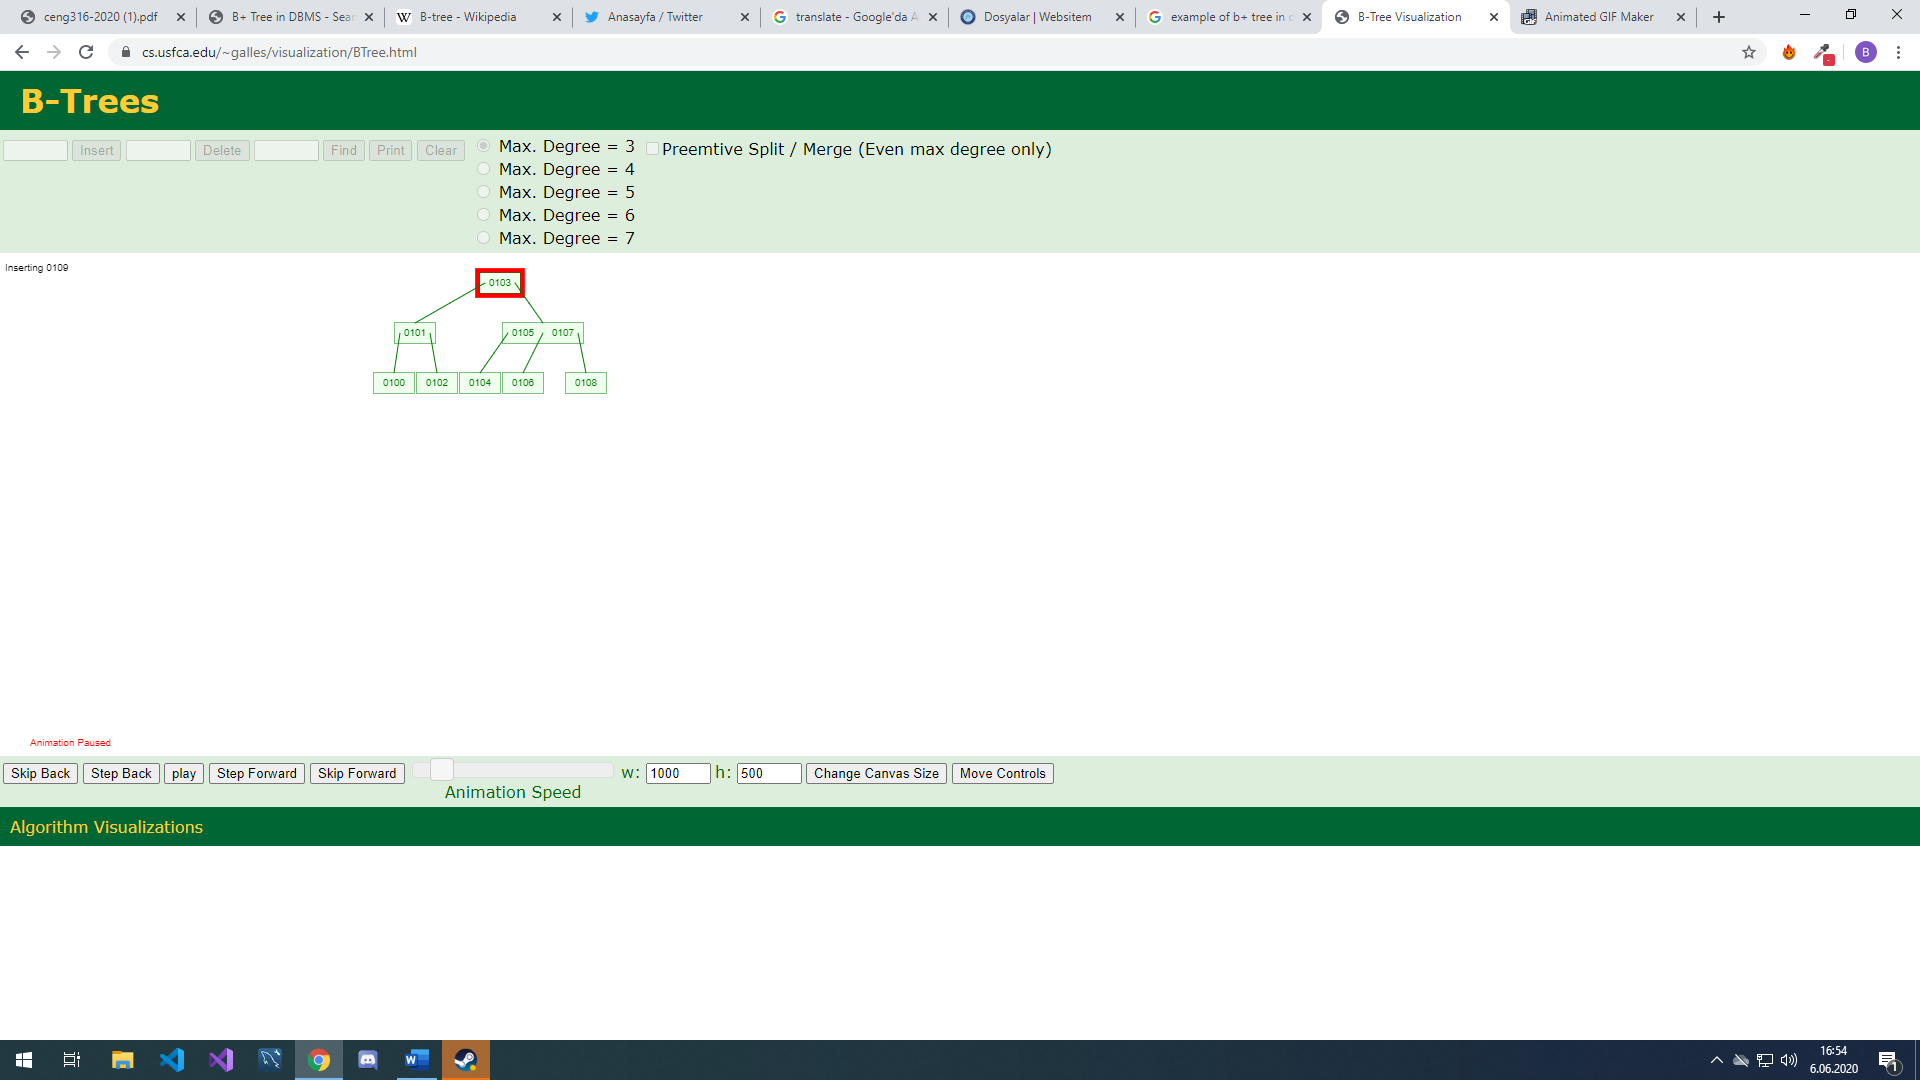 ceng316-2020 (1).pdf
B+ Tree in DBMS - Sear
B-tree - Wikipedia
Anasayfa / Twitter
translate - Google'da A
Dosyalar | Websitem
example of b+ tree in d
B-Tree Visualization
Animated GIF Maker
cs.usfca.edu/~galles/visualization/BTree.html
B
B-Trees
Insert Delete Find Print Clear
Max. Degree = 3
Preemtive Split / Merge (Even max degree only)
Max. Degree = 4
Max. Degree = 5
Max. Degree = 6
Max. Degree = 7
Inserting 0109
0103
0101 0105 0107
0100 0102 0104 0106 0108
Animation Paused
Skip Back Step Back play Step Forward Skip Forward w: 1000 h: 500 Change Canvas Size Move Controls
Animation Speed
Algorithm Visualizations
16:54
6.06.2020
1